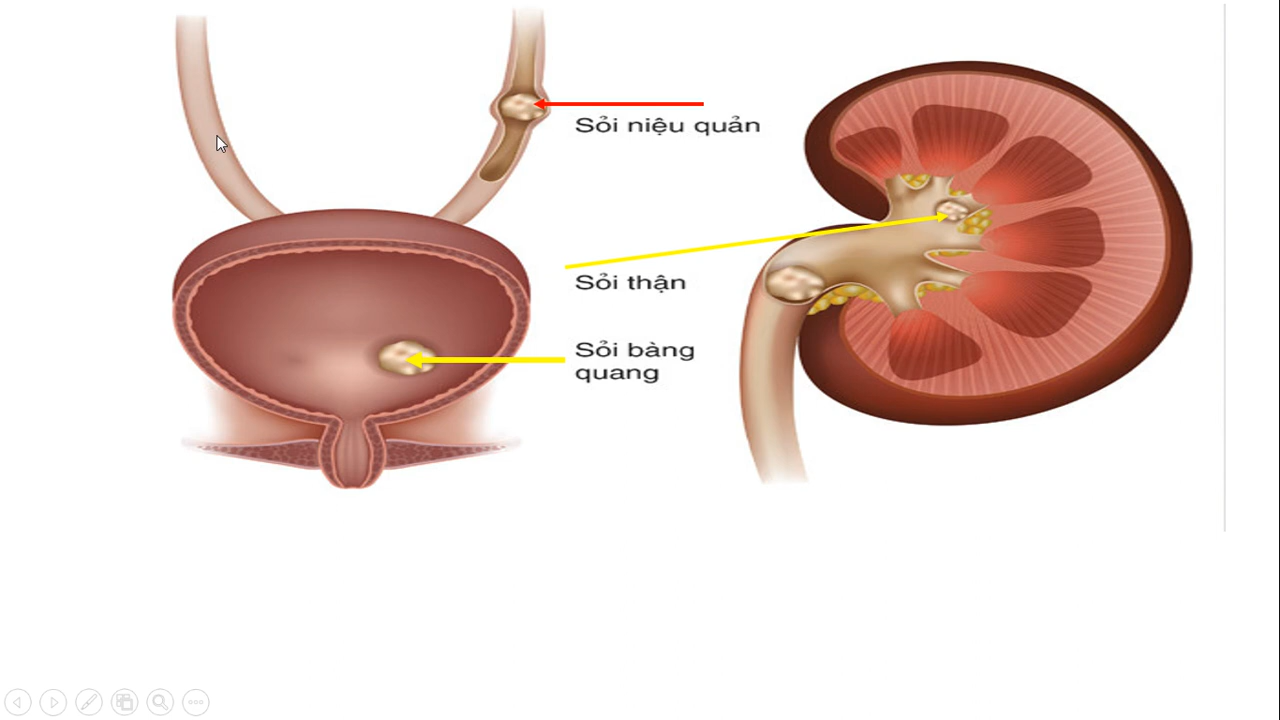 Sỏi niệu quản
Sỏi thận
Sỏi bàng
quang